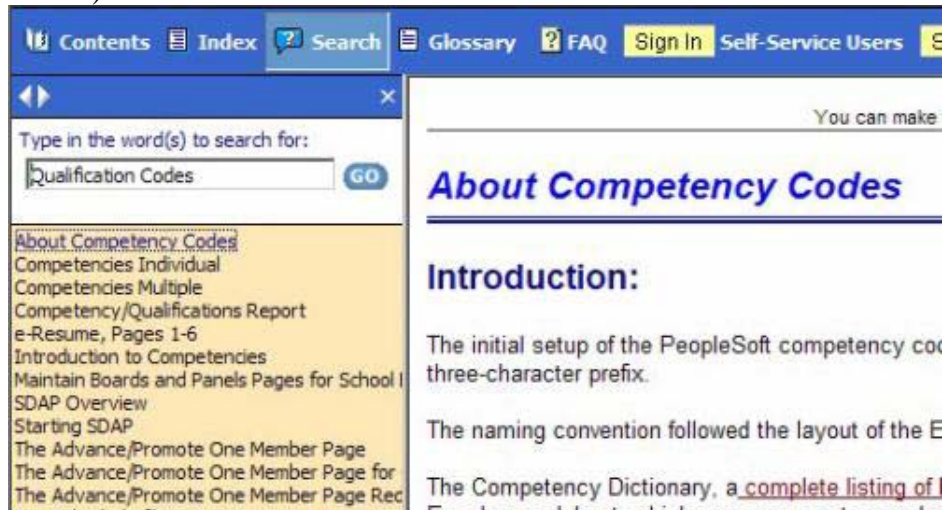 Contents Index Search Glossary FAQ Sign In Self-Service Users
Type in the word(s) to search for:
Qualification Codes GO
About Competency Codes
Competencies Individual
Competencies Multiple
Competency/Qualifications Report
e-Resume, Pages 1-6
Introduction to Competencies
Maintain Boards and Panels Pages for School
SDAP Overview
Starting SDAP
The Advance/Promote One Member Page
The Advance/Promote One Member Page for
The Advance/Promote One Member Page Rec
You can make
About Competency Codes
Introduction:
The initial setup of the PeopleSoft competency cod
three-character prefix.
The naming convention followed the layout of the E
The Competency Dictionary, a complete listing of